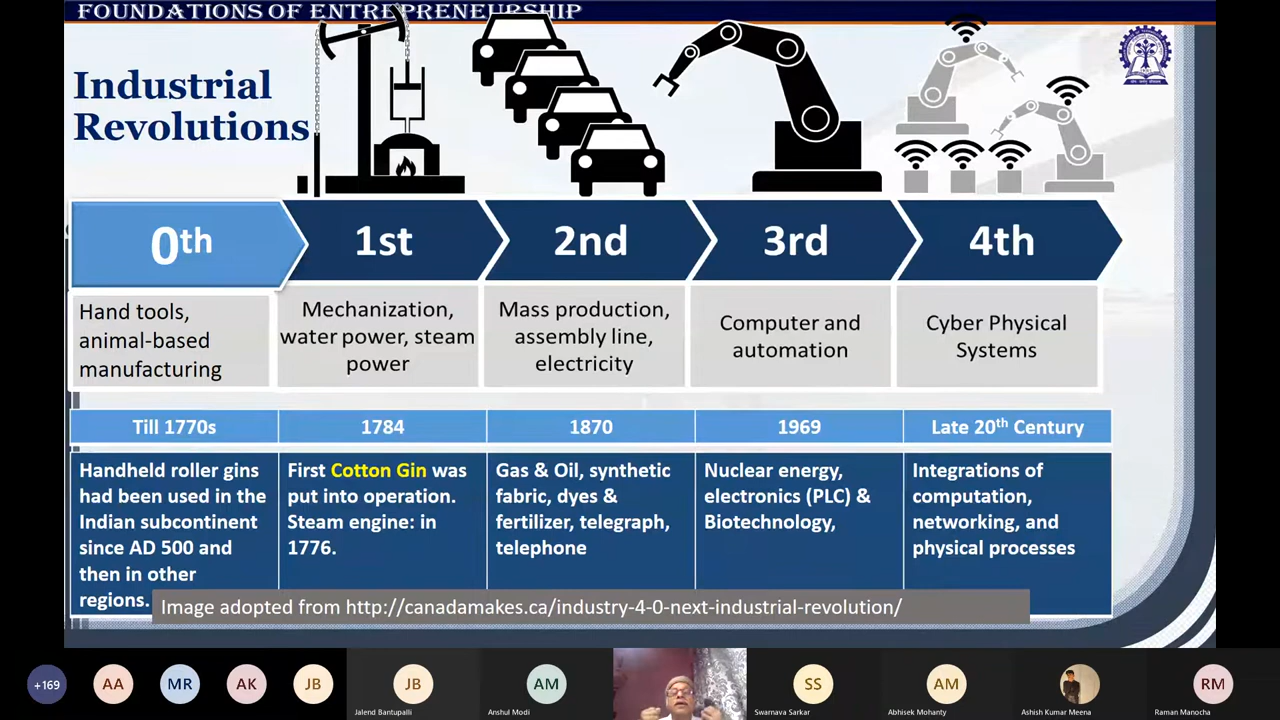 FOUNDATIONS OF ENTREPRENEURSHIP
Industrial
Revolutions
0th
1st
2nd
3rd
4th
Hand tools,
animal-based
manufacturing
Mechanization,
water power, steam
power
Mass production,
assembly line,
electricity
Computer and
automation
Cyber Physical
Systems
Till 1770s
1784
1870
1969
Late 20th Century
Handheld roller gins
had been used in the
Indian subcontinent
since AD 500 and
then in other
regions.
First Cotton Gin was
put into operation.
Steam engine: in
1776.
Gas & Oil, synthetic
fabric, dyes &
fertilizer, telegraph,
telephone
Nuclear energy,
electronics (PLC) &
Biotechnology,
Integrations of
computation,
networking, and
physical processes
Image adopted from http://canadamakes.ca/industry-4-0-next-industrial-revolution/
+169
AA
MR
AK
JB
JB
Jalend Bantupalli
AM
Anshul Modi
SS
Swarnava Sarkar
AM
Abhisek Mohanty
Ashish Kumar Meena
RM
Raman Manocha